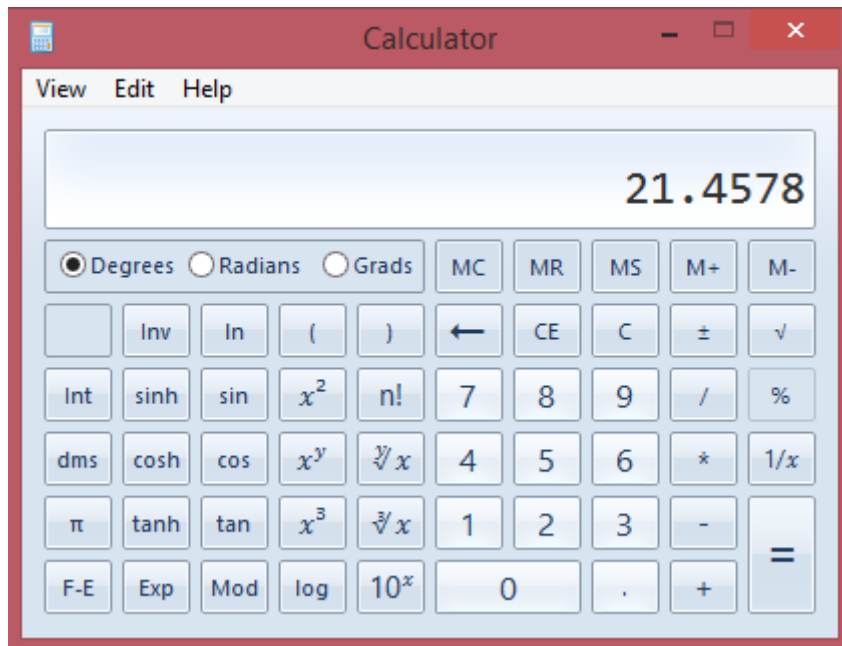 Calculator
View Edit Help
21.4578
Degrees Radians Grads MC MR MS M+ M-
Inv ln ( ) ← CE C ± √
Int sinh sin x² n! 7 8 9 / %
dms cosh cos xʸ ʸ√x 4 5 6 * 1/x
π tanh tan x³ ³√x 1 2 3 - =
F-E Exp Mod log 10ˣ 0 . +